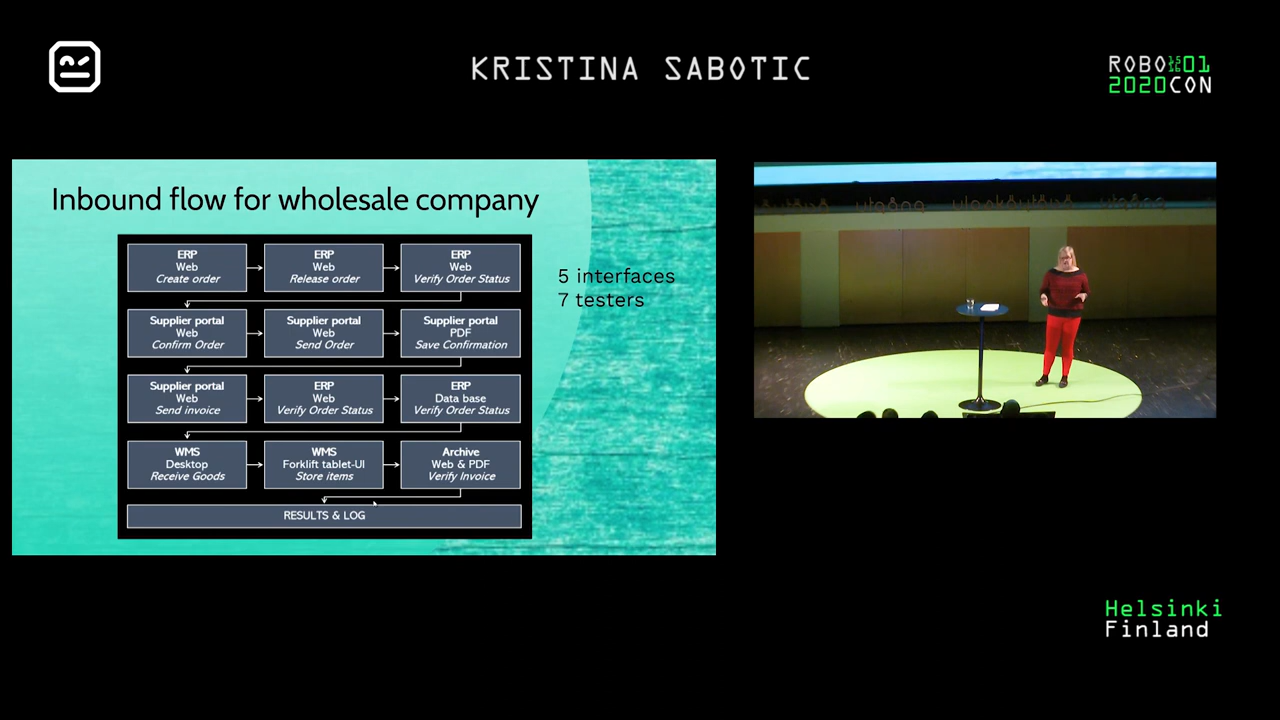 KRISTINA SABOTIC
ROBO 01
2020CON
Inbound flow for wholesale company
ERP
Web
Create order
ERP
Web
Release order
ERP
Web
Verify Order Status
5 interfaces
7 testers
Supplier portal
Web
Confirm Order
Supplier portal
Web
Send Order
Supplier portal
PDF
Save Confirmation
Supplier portal
Web
Send invoice
ERP
Web
Verify Order Status
ERP
Data base
Verify Order Status
WMS
Desktop
Receive Goods
WMS
Forklift tablet-UI
Store items
Archive
Web & PDF
Verify Invoice
RESULTS & LOG
Helsinki
Finland